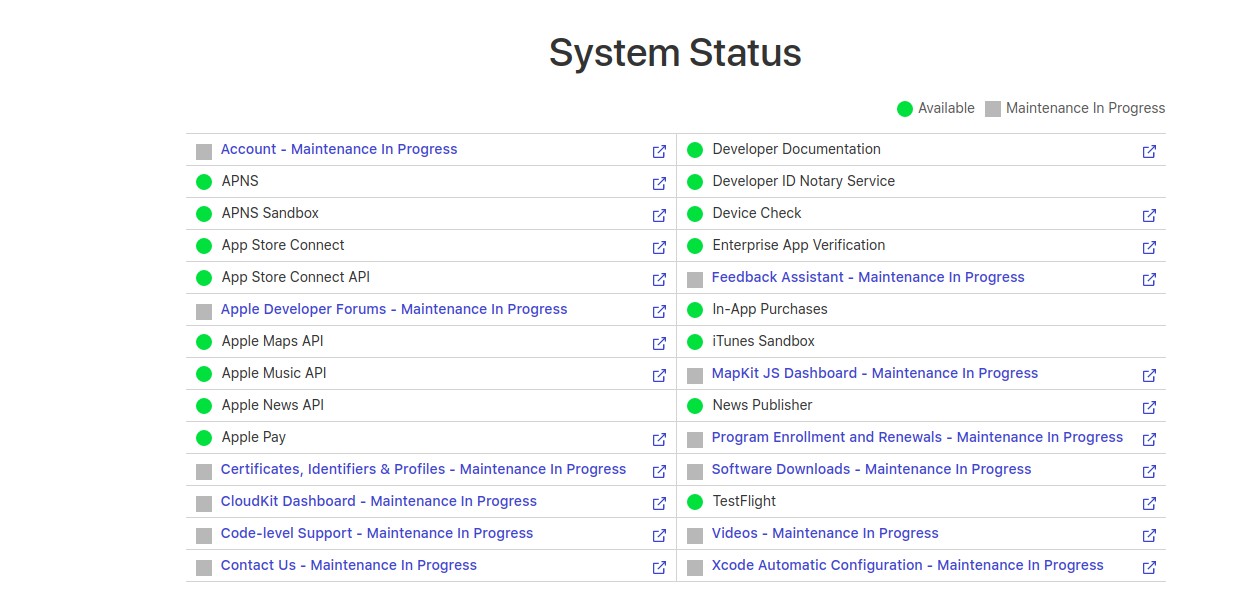 System Status
Available Maintenance In Progress
Account - Maintenance In Progress
APNS
APNS Sandbox
App Store Connect
App Store Connect API
Apple Developer Forums - Maintenance In Progress
Apple Maps API
Apple Music API
Apple News API
Apple Pay
Certificates, Identifiers & Profiles - Maintenance In Progress
CloudKit Dashboard - Maintenance In Progress
Code-level Support - Maintenance In Progress
Contact Us - Maintenance In Progress
Developer Documentation
Developer ID Notary Service
Device Check
Enterprise App Verification
Feedback Assistant - Maintenance In Progress
In-App Purchases
iTunes Sandbox
MapKit JS Dashboard - Maintenance In Progress
News Publisher
Program Enrollment and Renewals - Maintenance In Progress
Software Downloads - Maintenance In Progress
TestFlight
Videos - Maintenance In Progress
Xcode Automatic Configuration - Maintenance In Progress